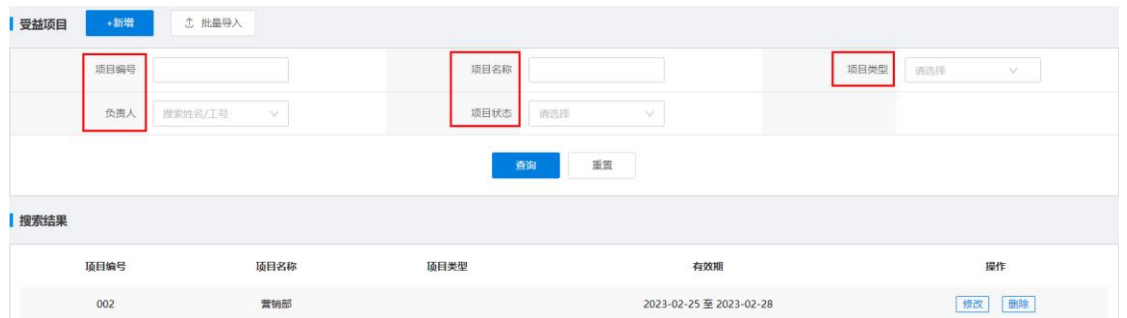 受益项目 +新增 批量导入
项目编号 项目名称 项目类型 请选择
负责人 搜索姓名/工号 项目状态 请选择
查询 重置
搜索结果
项目编号 项目名称 项目类型 有效期 操作
002 营销部 2023-02-25 至 2023-02-28 修改 删除